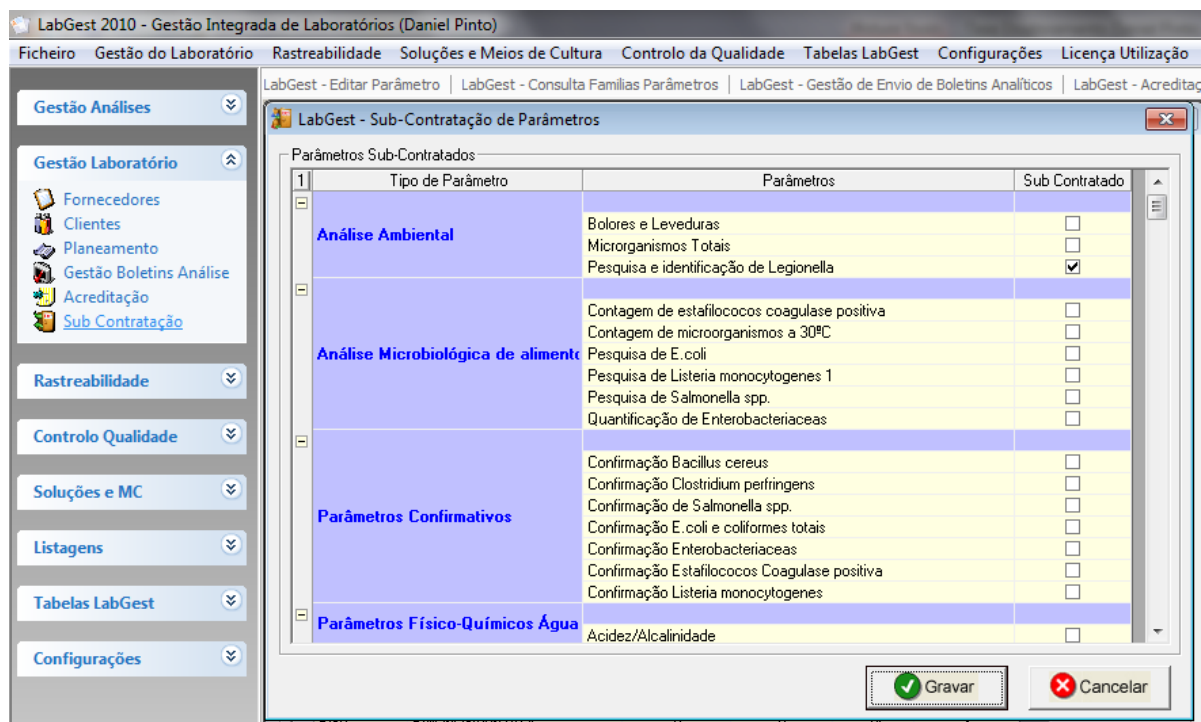 LabGest 2010 - Gestão Integrada de Laboratórios (Daniel Pinto)
Ficheiro Gestão do Laboratório Rastreabilidade Soluções e Meios de Cultura Controlo da Qualidade Tabelas LabGest Configurações Licença Utilização
LabGest - Editar Parâmetro | LabGest - Consulta Familias Parâmetros | LabGest - Gestão de Envio de Boletins Analíticos | LabGest - Acreditaç
Gestão Análises
Gestão Laboratório
Fornecedores
Clientes
Planeamento
Gestão Boletins Análise
Acreditação
Sub Contratação
Rastreabilidade
Controlo Qualidade
Soluções e MC
Listagens
Tabelas LabGest
Configurações
LabGest - Sub-Contratação de Parâmetros
Parâmetros Sub-Contratados
1 Tipo de Parâmetro Parâmetros Sub Contratado
Análise Ambiental
Bolores e Leveduras
Microrganismos Totais
Pesquisa e identificação de Legionella
Análise Microbiológica de alimento
Contagem de estafilococos coagulase positiva
Contagem de microorganismos a 30ºC
Pesquisa de E.coli
Pesquisa de Listeria monocytogenes 1
Pesquisa de Salmonella spp.
Quantificação de Enterobacteriaceas
Parâmetros Confirmativos
Confirmação Bacillus cereus
Confirmação Clostridium perfringens
Confirmação de Salmonella spp.
Confirmação E.coli e coliformes totais
Confirmação Enterobacteriaceas
Confirmação Estafilococos Coagulase positiva
Confirmação Listeria monocytogenes
Parâmetros Físico-Químicos Água
Acidez/Alcalinidade
Gravar Cancelar